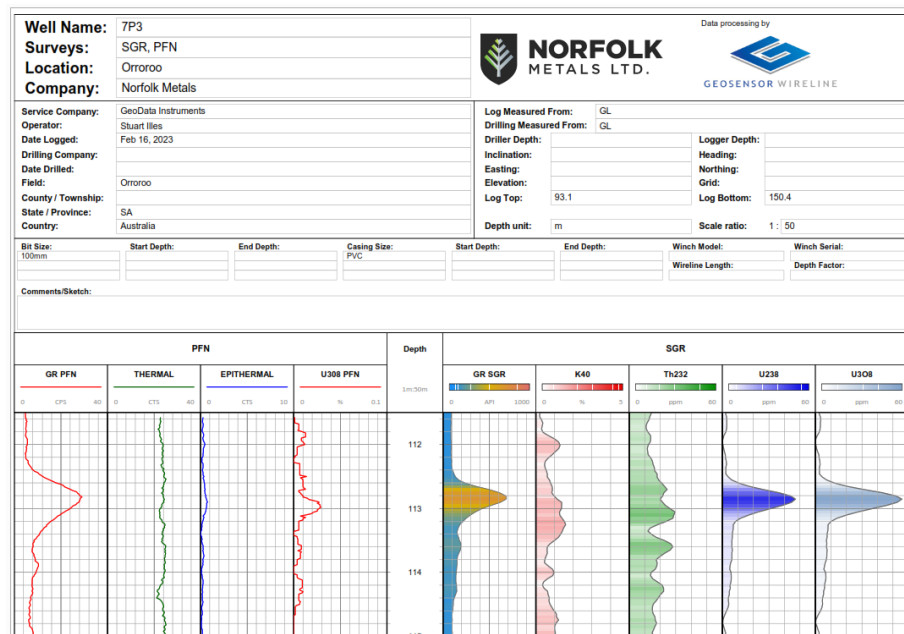 Well Name: 7P3
Surveys: SGR, PFN
Location: Orroroo
Company: Norfolk Metals
NORFOLK
METALS LTD.
Data processing by
GEOSENSOR WIRELINE
Service Company: GeoData Instruments
Operator: Stuart Illes
Date Logged: Feb 16, 2023
Drilling Company:
Date Drilled:
Field: Orroroo
County / Township:
State / Province: SA
Country: Australia
Log Measured From: GL
Drilling Measured From: GL
Driller Depth: Logger Depth:
Inclination: Heading:
Easting: Northing:
Elevation: Grid:
Log Top: 93.1 Log Bottom: 150.4
Depth unit: m Scale ratio: 1 : 50
Bit Size: Start Depth: End Depth: Casing Size: Start Depth: End Depth: Winch Model: Winch Serial:
100mm PVC
Wireline Length: Depth Factor:
Comments/Sketch:
PFN Depth SGR
GR PFN THERMAL EPITHERMAL U308 PFN GR SGR K40 Th232 U238 U3O8
1m:50m
0 CPS 40 0 CTS 40 0 CTS 10 0 % 0.1 0 API 1000 0 % 5 0 ppm 80 0 ppm 60 0 ppm 60
112
113
114